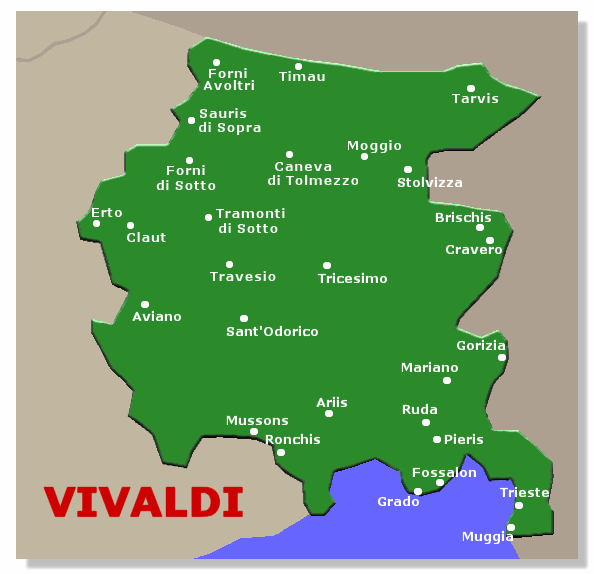 Forni
Avoltri
Timau
Tarvis
Sauris
di Sopra
Moggio
Forni
di Sotto
Caneva
di Tolmezzo
Stolvizza
Erto
Claut
Tramonti
di Sotto
Brischis
Cravero
Travesio
Tricesimo
Aviano
Sant'Odorico
Gorizia
Mariano
Ariis
Ruda
Mussons
Ronchis
Pieris
Fossalon
Grado
Trieste
VIVALDI
Muggia